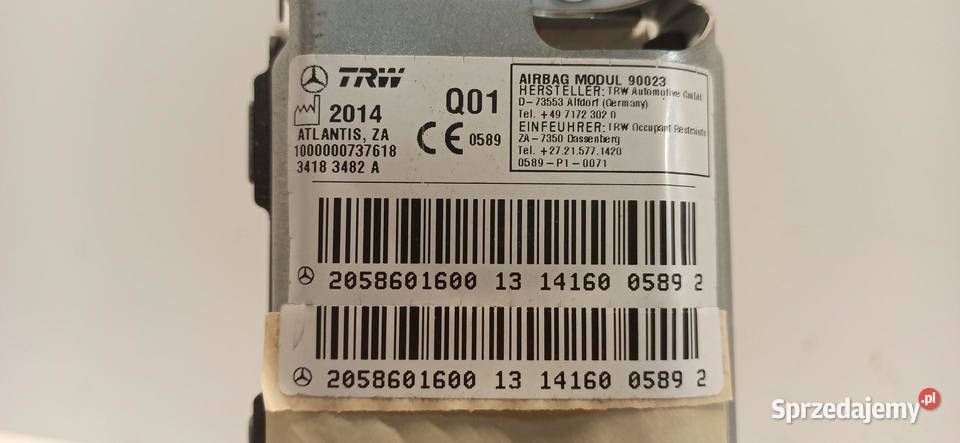 TRW
2014
Q01
ATLANTIS, ZA
1000000737618
3418 3482 A
CE 0589
AIRBAG MODUL 90023
HERSTELLER: TRW Automotive GmbH
D-73553 Alfdorf (Germany)
Tel. +49 7172 302 0
EINFEUHRER: TRW Occupant Restraints
ZA-7350 Dassenberg
Tel. +27.21.577.1420
0589-P1-0071
2058601600 13 14160 0589 2
2058601600 13 14160 0589 2
Sprzedajemy.pl